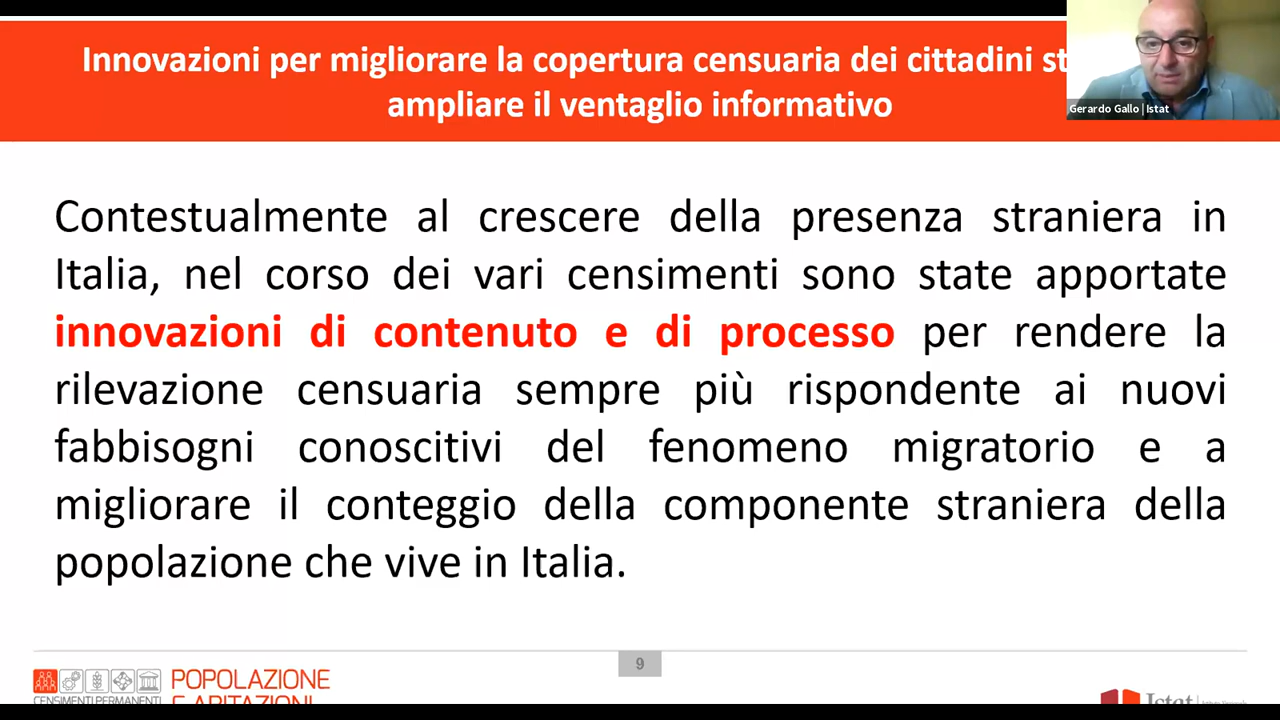 Innovazioni per migliorare la copertura censuaria dei cittadini
ampliare il ventaglio informativo
Gerardo Gallo | Istat
Contestualmente al crescere della presenza straniera in
Italia, nel corso dei vari censimenti sono state apportate
innovazioni di contenuto e di processo per rendere la
rilevazione censuaria sempre più rispondente ai nuovi
fabbisogni conoscitivi del fenomeno migratorio e a
migliorare il conteggio della componente straniera della
popolazione che vive in Italia.
9
POPOLAZIONE
E ABITAZIONI
CENSIMENTI PERMANENTI
Istat